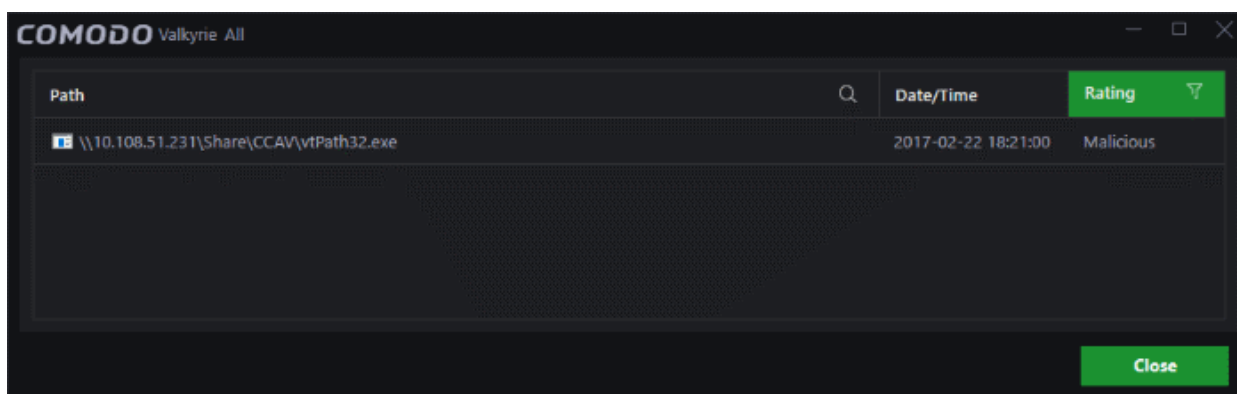 COMODO Valkyrie All
Path Date/Time Rating
\\10.108.51.231\Share\CCAV\vtPath32.exe 2017-02-22 18:21:00 Malicious
Close